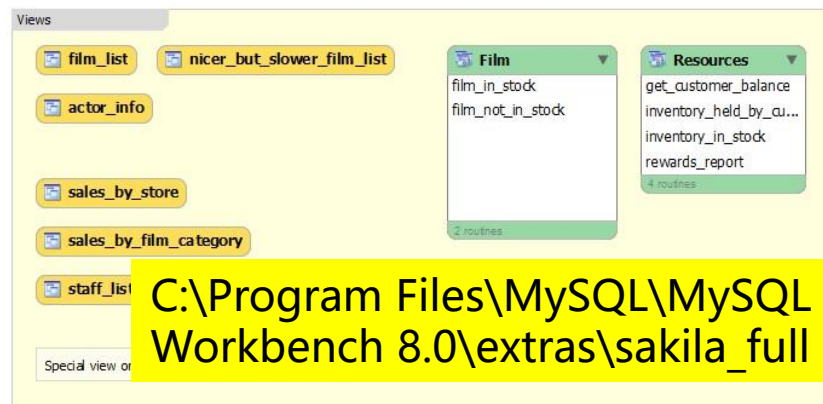 Views
film_list
nicer_but_slower_film_list
Film
Resources
film_in_stock
film_not_in_stock
get_customer_balance
inventory_held_by_cu...
inventory_in_stock
rewards_report
4 routines
2 routines
actor_info
sales_by_store
sales_by_film_category
staff_list
C:\Program Files\MySQL\MySQL
Workbench 8.0\extras\sakila_full
Special view